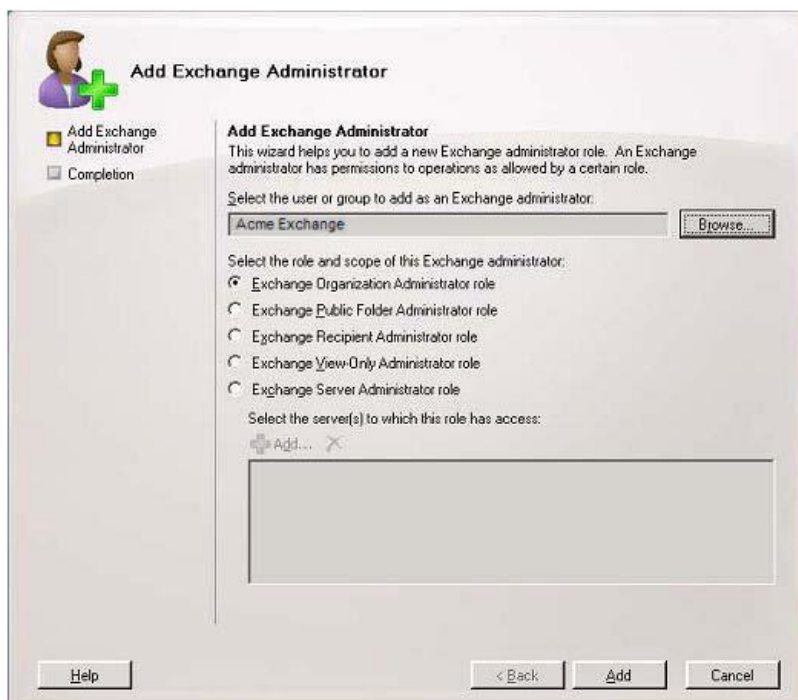 Add Exchange Administrator
Add Exchange
Administrator
Completion
Add Exchange Administrator
This wizard helps you to add a new Exchange administrator role. An Exchange
administrator has permissions to operations as allowed by a certain role.
Select the user or group to add as an Exchange administrator:
Acme Exchange
Browse...
Select the role and scope of this Exchange administrator:
Exchange Organization Administrator role
Exchange Public Folder Administrator role
Exchange Recipient Administrator role
Exchange View-Only Administrator role
Exchange Server Administrator role
Select the server(s) to which this role has access:
Add...
Help
< Back
Add
Cancel